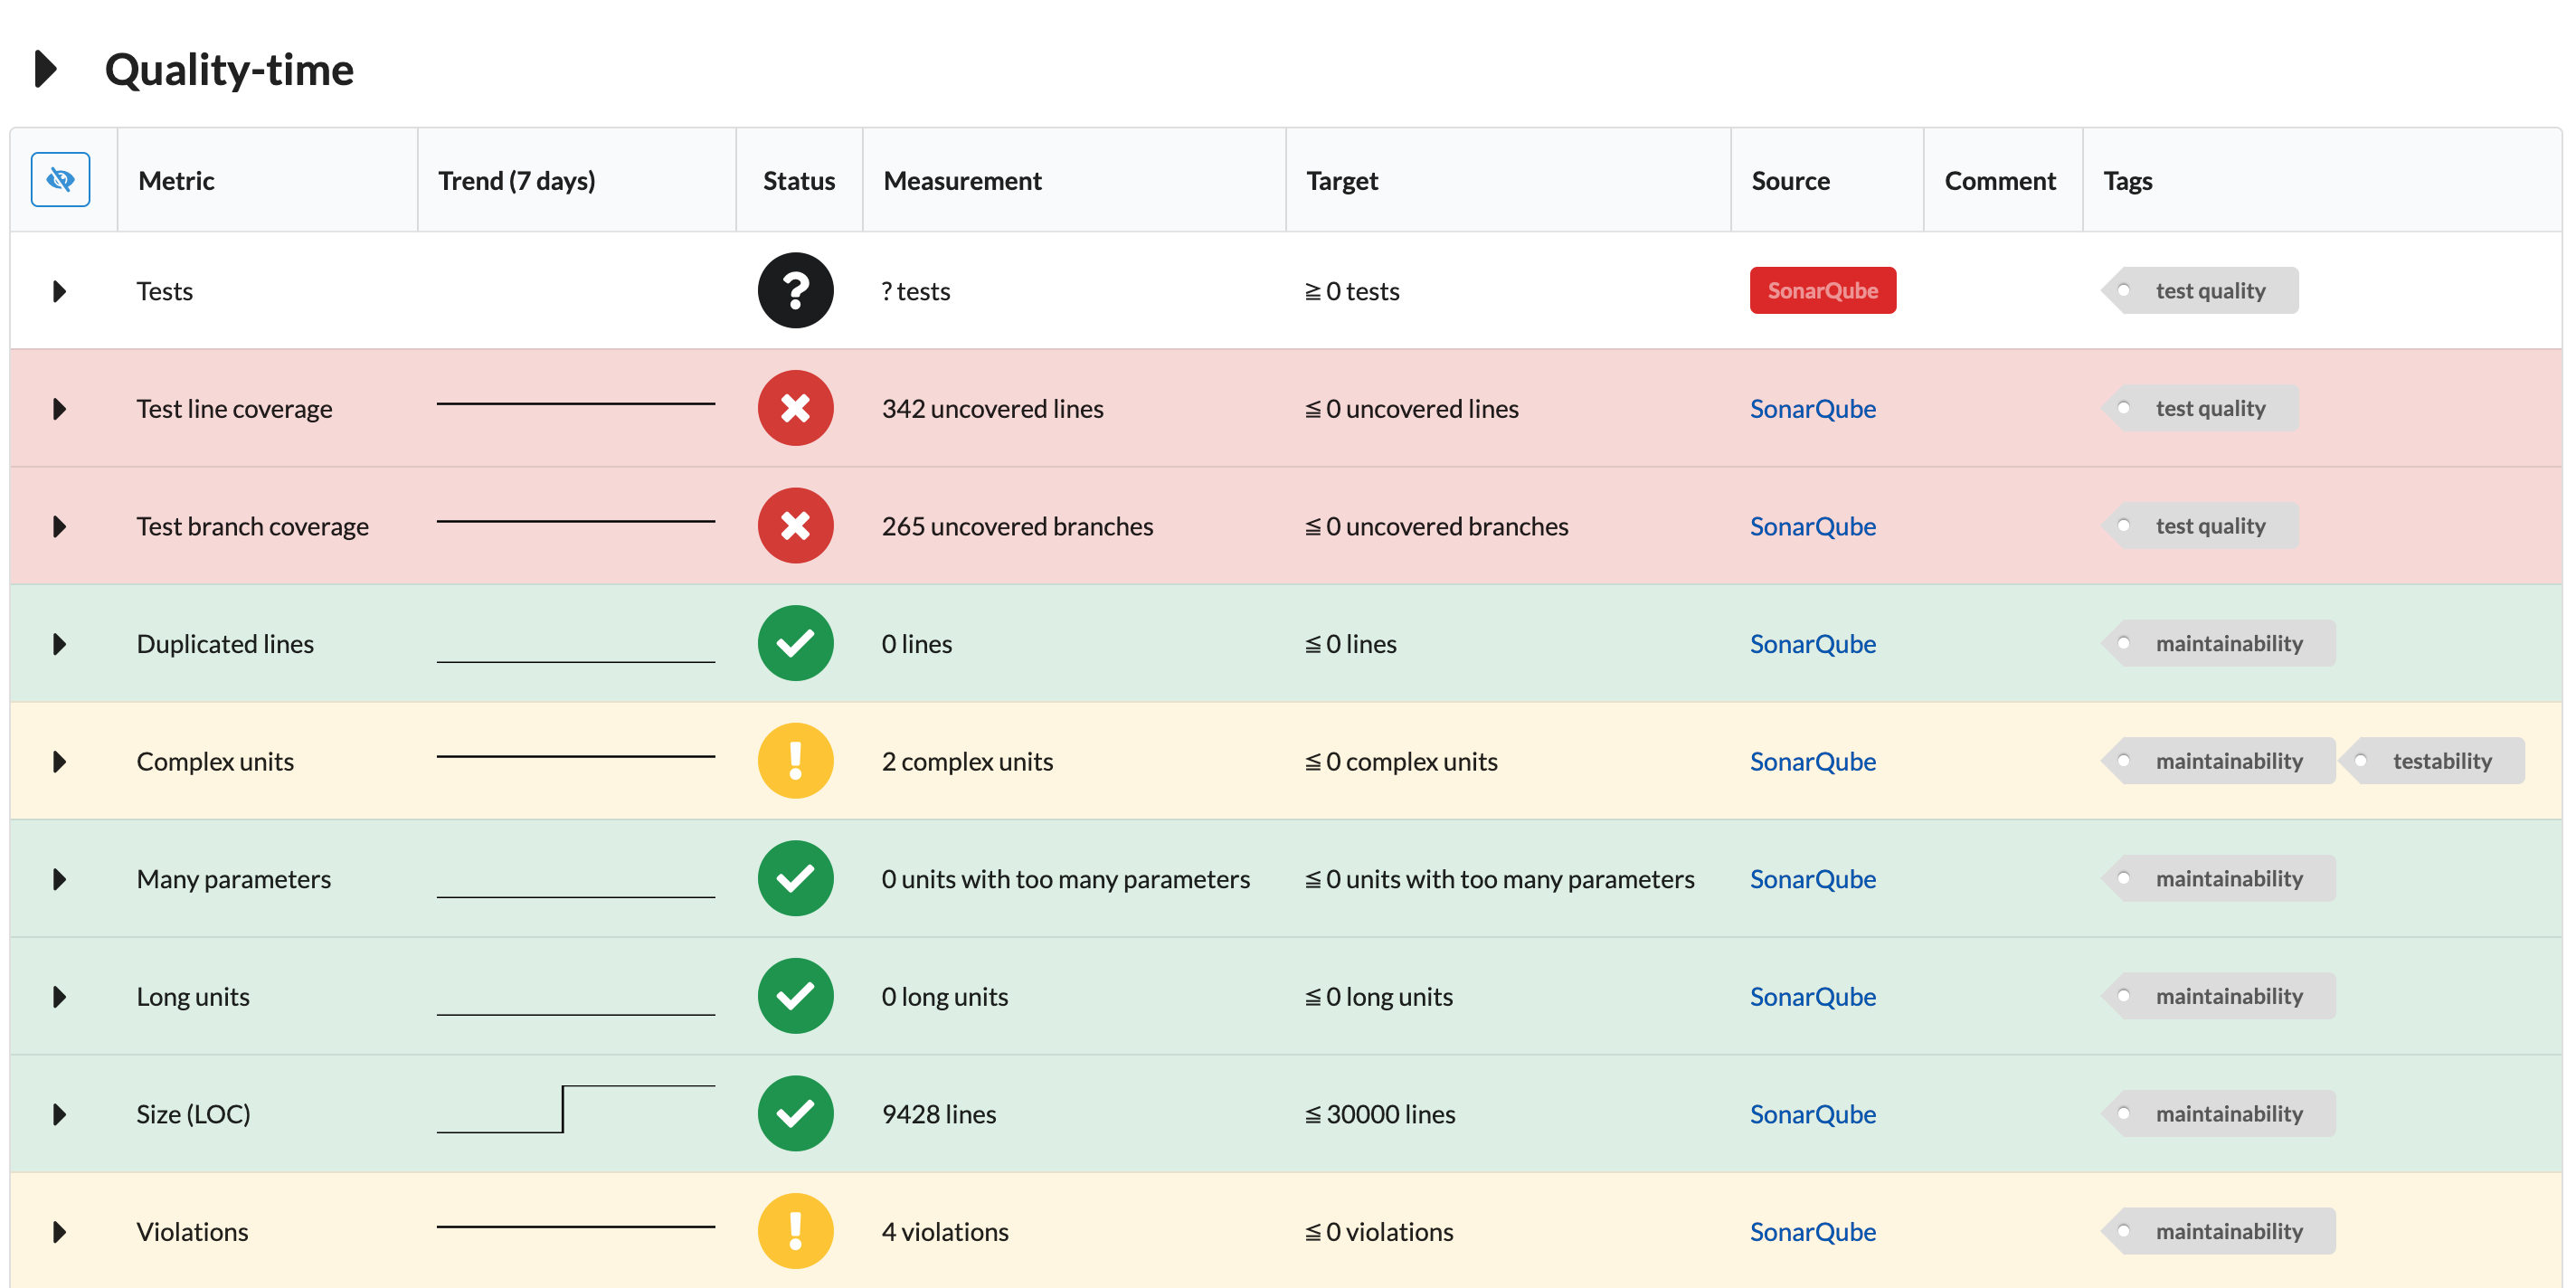 Quality-time
Metric Trend (7 days) Status Measurement Target Source Comment Tags
Tests ? ? tests ≧ 0 tests SonarQube test quality
Test line coverage 342 uncovered lines ≦ 0 uncovered lines SonarQube test quality
Test branch coverage 265 uncovered branches ≦ 0 uncovered branches SonarQube test quality
Duplicated lines 0 lines ≦ 0 lines SonarQube maintainability
Complex units ! 2 complex units ≦ 0 complex units SonarQube maintainability testability
Many parameters 0 units with too many parameters ≦ 0 units with too many parameters SonarQube maintainability
Long units 0 long units ≦ 0 long units SonarQube maintainability
Size (LOC) 9428 lines ≦ 30000 lines SonarQube maintainability
Violations ! 4 violations ≦ 0 violations SonarQube maintainability